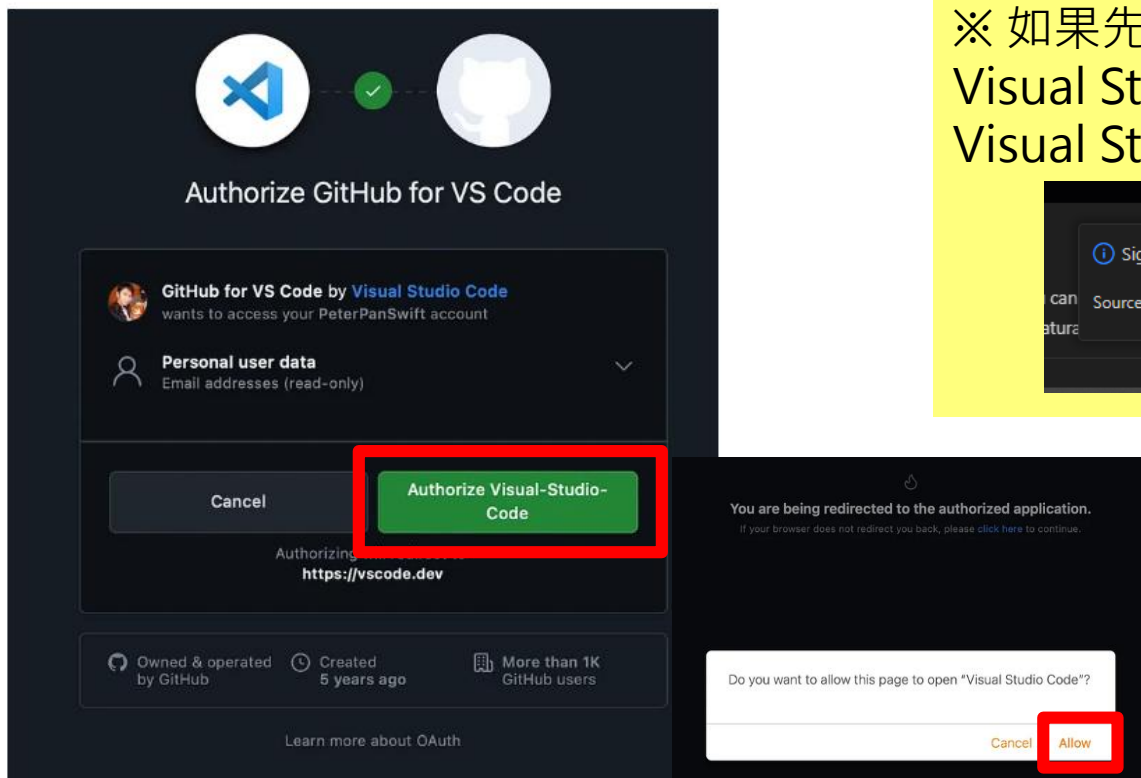 Authorize GitHub for VS Code
GitHub for VS Code by Visual Studio Code
wants to access your PeterPanSwift account
Personal user data
Email addresses (read-only)
Cancel
Authorize Visual-Studio-
Code
Authorizing
https://vscode.dev
Owned & operated
by GitHub
Created
5 years ago
More than 1K
GitHub users
Learn more about OAuth
※ 如果先
Visual St
Visual St
Sig
can
Source
atura
You are being redirected to the authorized application.
If your browser does not redirect you back, please click here to continue.
Do you want to allow this page to open “Visual Studio Code”?
Cancel
Allow